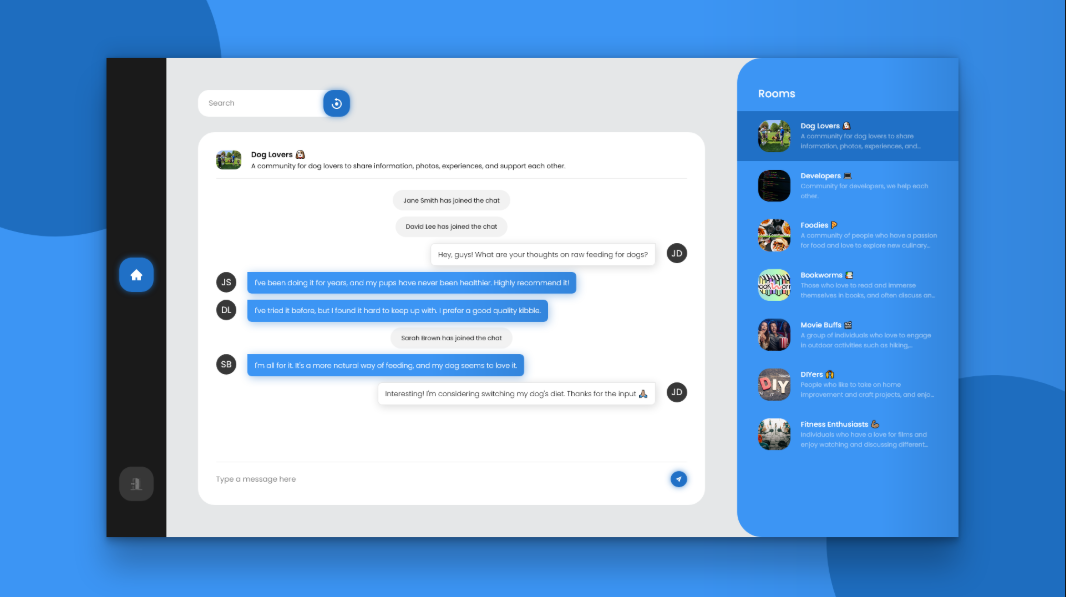 Search
Dog Lovers 🐶
A community for dog lovers to share information, photos, experiences, and support each other.
Jane Smith has joined the chat
David Lee has joined the chat
Hey, guys! What are your thoughts on raw feeding for dogs?
JD
JS
I've been doing it for years, and my pups have never been healthier. Highly recommend it!
DL
I've tried it before, but I found it hard to keep up with. I prefer a good quality kibble.
Sarah Brown has joined the chat
SB
I'm all for it. It's a more natural way of feeding, and my dog seems to love it.
Interesting! I'm considering switching my dog's diet. Thanks for the input 🙏🏽
JD
Type a message here
Rooms
Dog Lovers 🐶
A community for dog lovers to share
information, photos, experiences, and...
Developers 💻
Community for developers, we help each
other.
Foodies 🍕
A community of people who have a passion
for food and love to explore new culinary...
Bookworms 📚
Those who love to read and immerse
themselves in books, and often discuss an...
Movie Buffs 🎬
A group of individuals who love to engage
in outdoor activities such as hiking,...
DIY
DIYers 👷
People who like to take on home
improvement and craft projects, and enjo...
Fitness Enthusiasts 💪🏽
Individuals who have a love for films and
enjoy watching and discussing different...